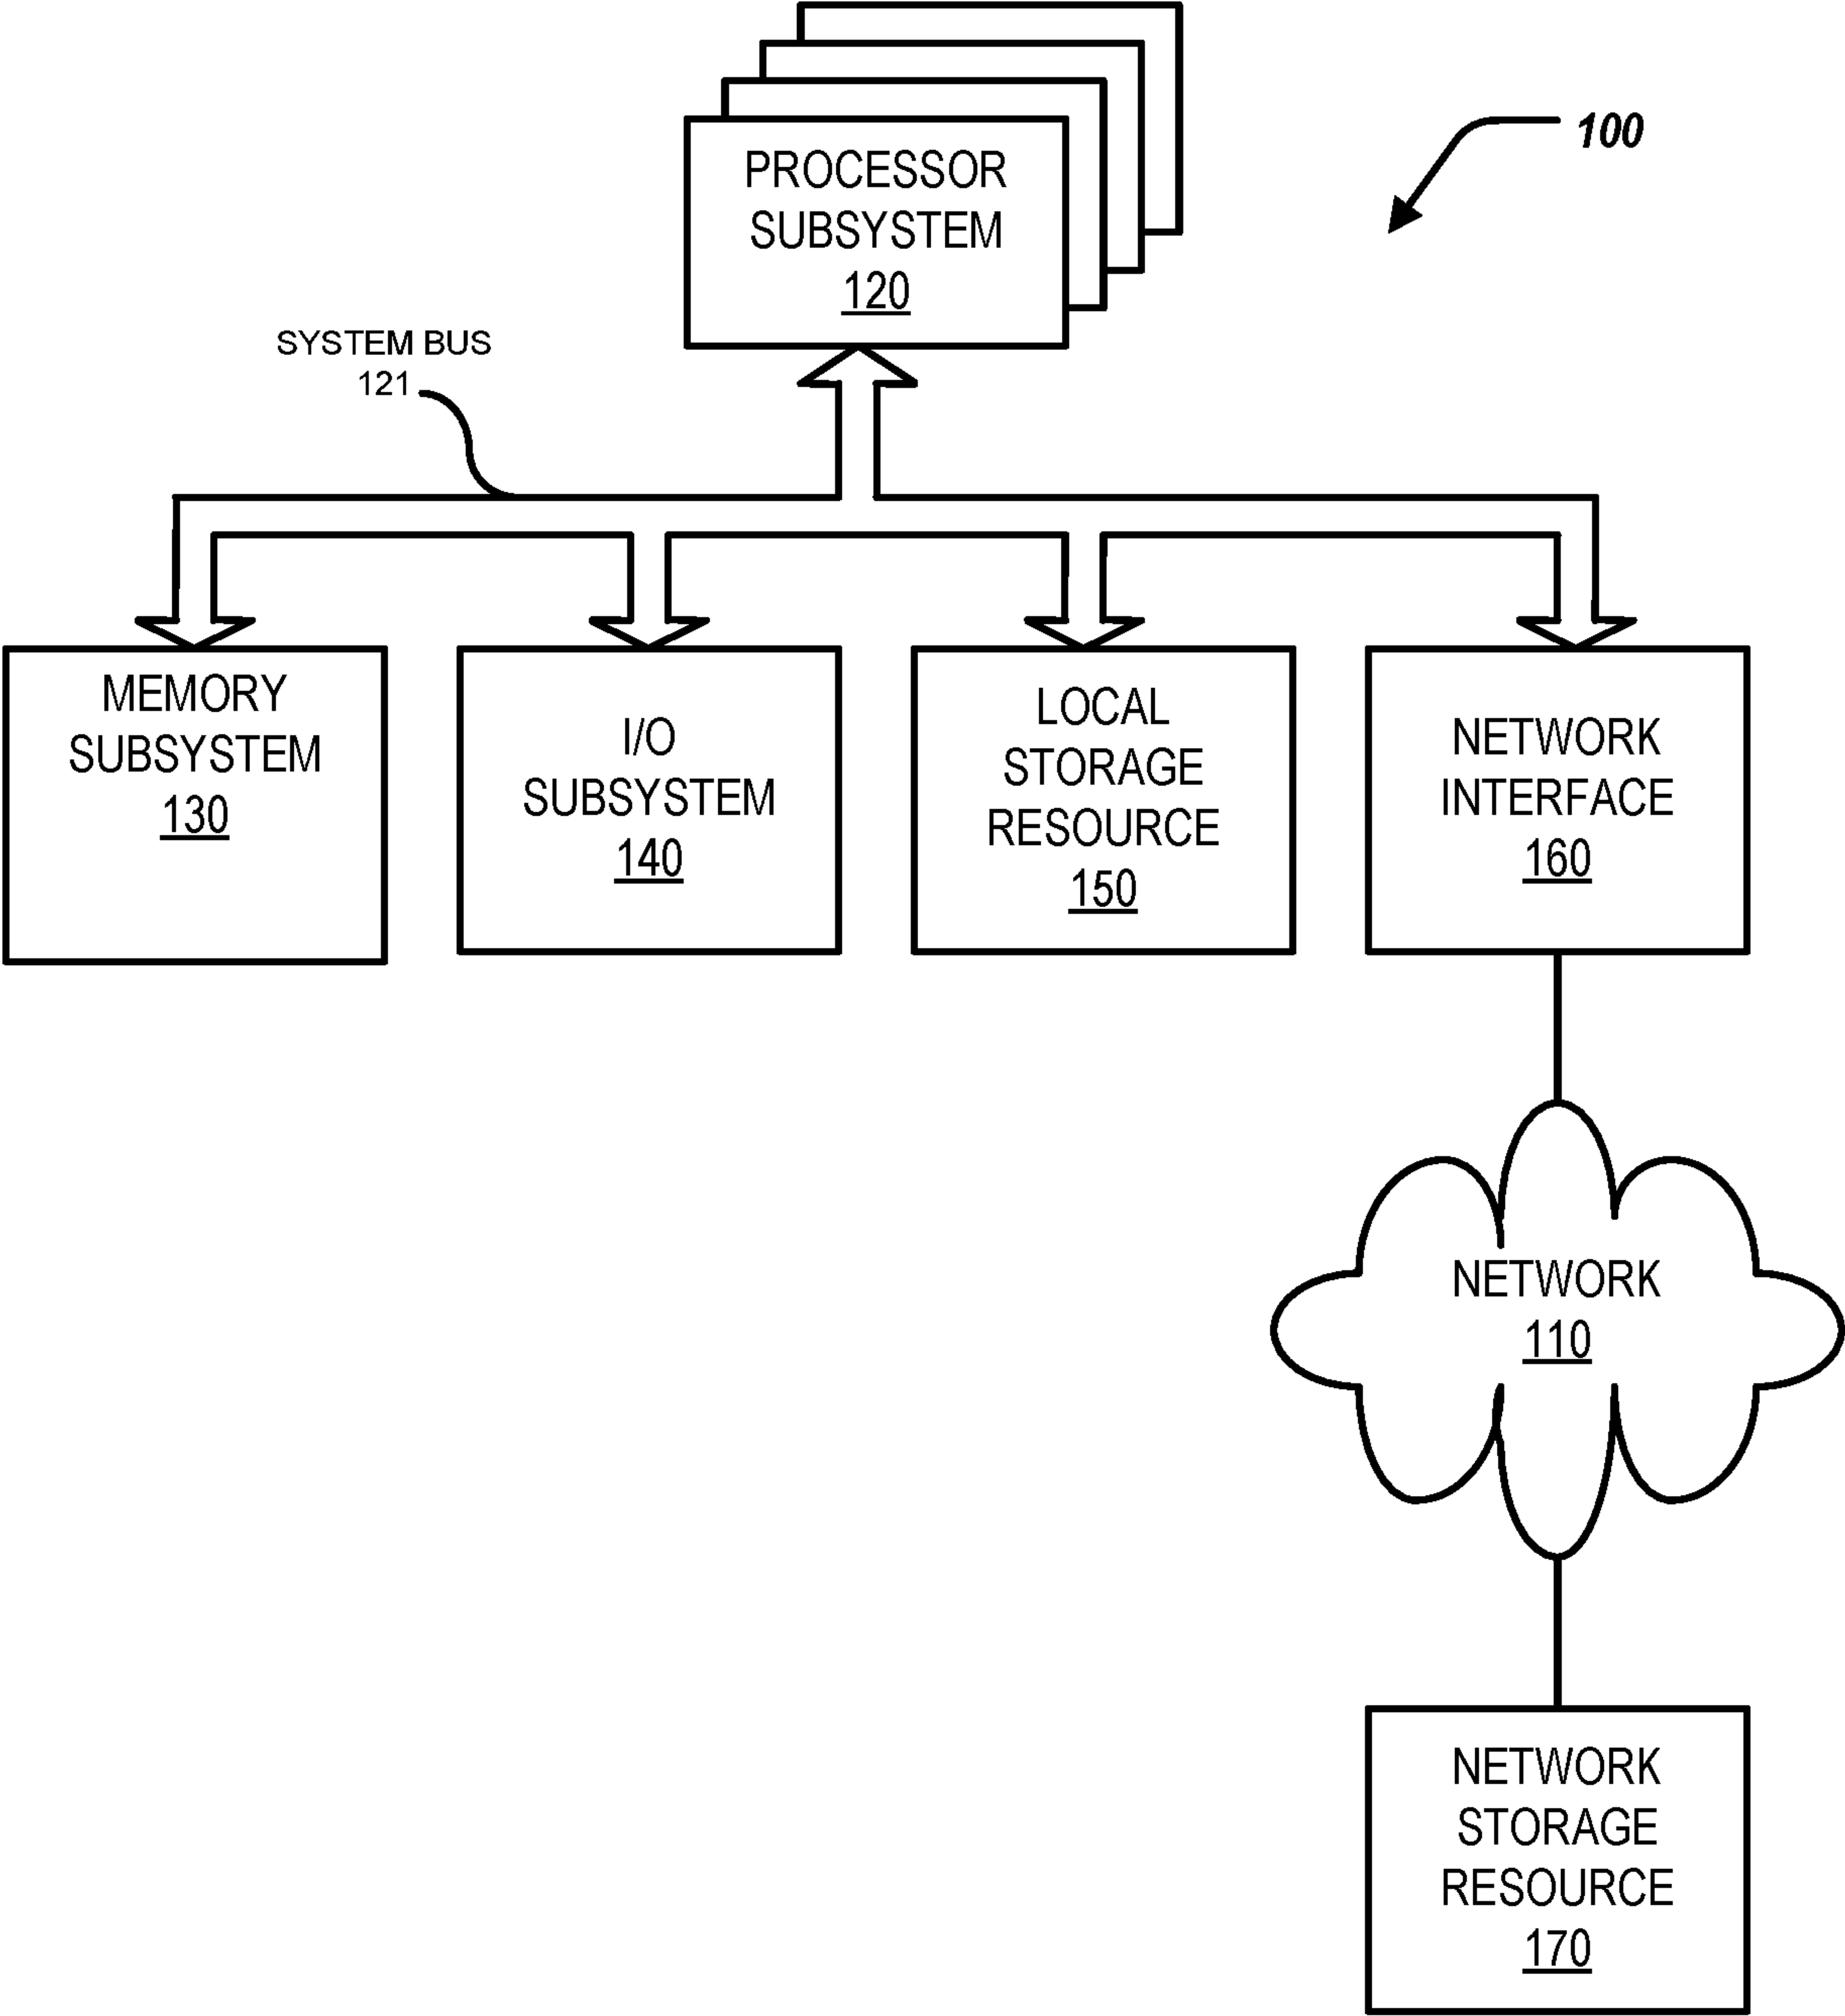 PROCESSOR
SUBSYSTEM
120
100
SYSTEM BUS
121
MEMORY
SUBSYSTEM
130
I/O
SUBSYSTEM
140
LOCAL
STORAGE
RESOURCE
150
NETWORK
INTERFACE
160
NETWORK
110
NETWORK
STORAGE
RESOURCE
170